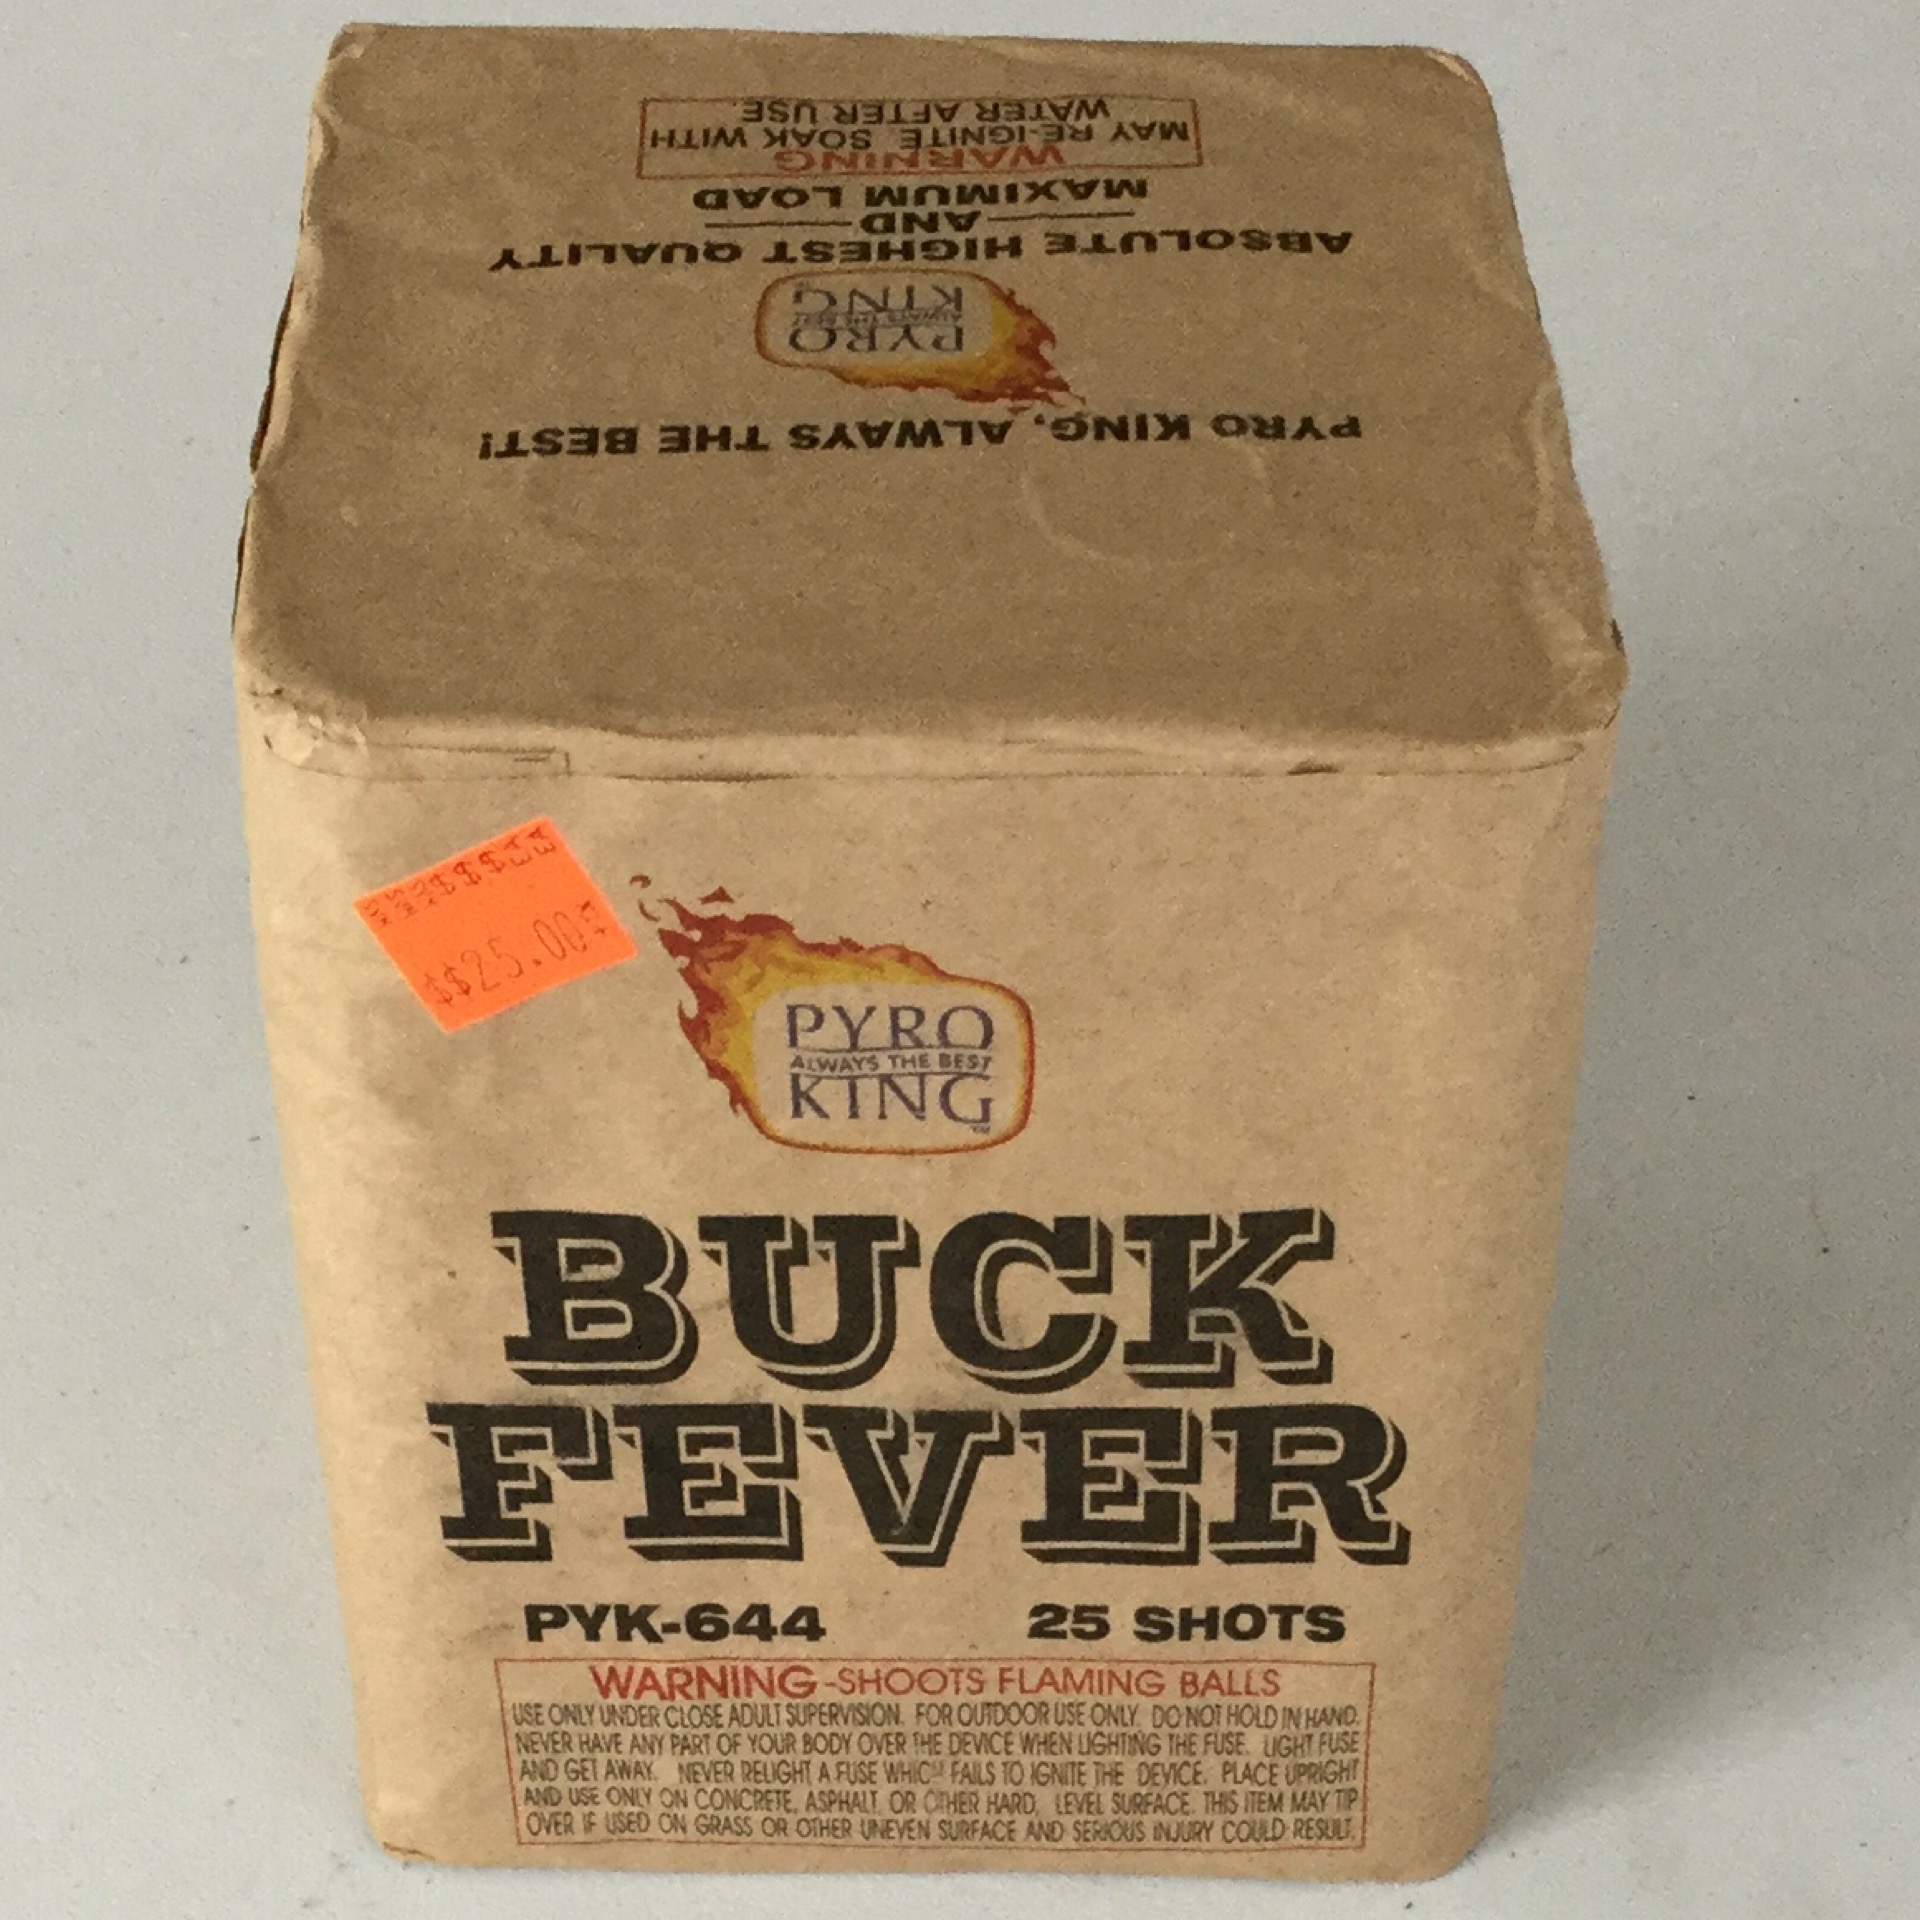 WARNING
MAY RE-IGNITE. SOAK WITH
WATER AFTER USE.
MAXIMUM LOAD
AND
ABSOLUTE HIGHEST QUALITY
PYRO
ALWAYS THE BEST
KING
PYRO KING, ALWAYS THE BEST!
$$25.00
PYRO
ALWAYS THE BEST
KING
TM
BUCK
FEVER
PYK-644 25 SHOTS
WARNING-SHOOTS FLAMING BALLS
USE ONLY UNDER CLOSE ADULT SUPERVISION. FOR OUTDOOR USE ONLY. DO NOT HOLD IN HAND.
NEVER HAVE ANY PART OF YOUR BODY OVER THE DEVICE WHEN LIGHTING THE FUSE. LIGHT FUSE
AND GET AWAY. NEVER RELIGHT A FUSE WHICH FAILS TO IGNITE THE DEVICE. PLACE UPRIGHT
AND USE ONLY ON CONCRETE, ASPHALT, OR OTHER HARD, LEVEL SURFACE. THIS ITEM MAY TIP
OVER IF USED ON GRASS OR OTHER UNEVEN SURFACE AND SERIOUS INJURY COULD RESULT.